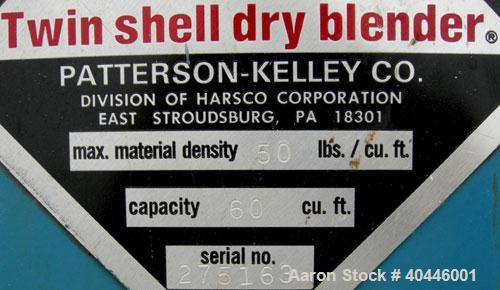 Twin shell dry blender®
PATTERSON-KELLEY CO.
DIVISION OF HARSCO CORPORATION
EAST STROUDSBURG, PA 18301
max. material density 50 lbs. / cu. ft.
capacity 60 cu. ft.
serial no.
275163
Aaron Stock # 40446001